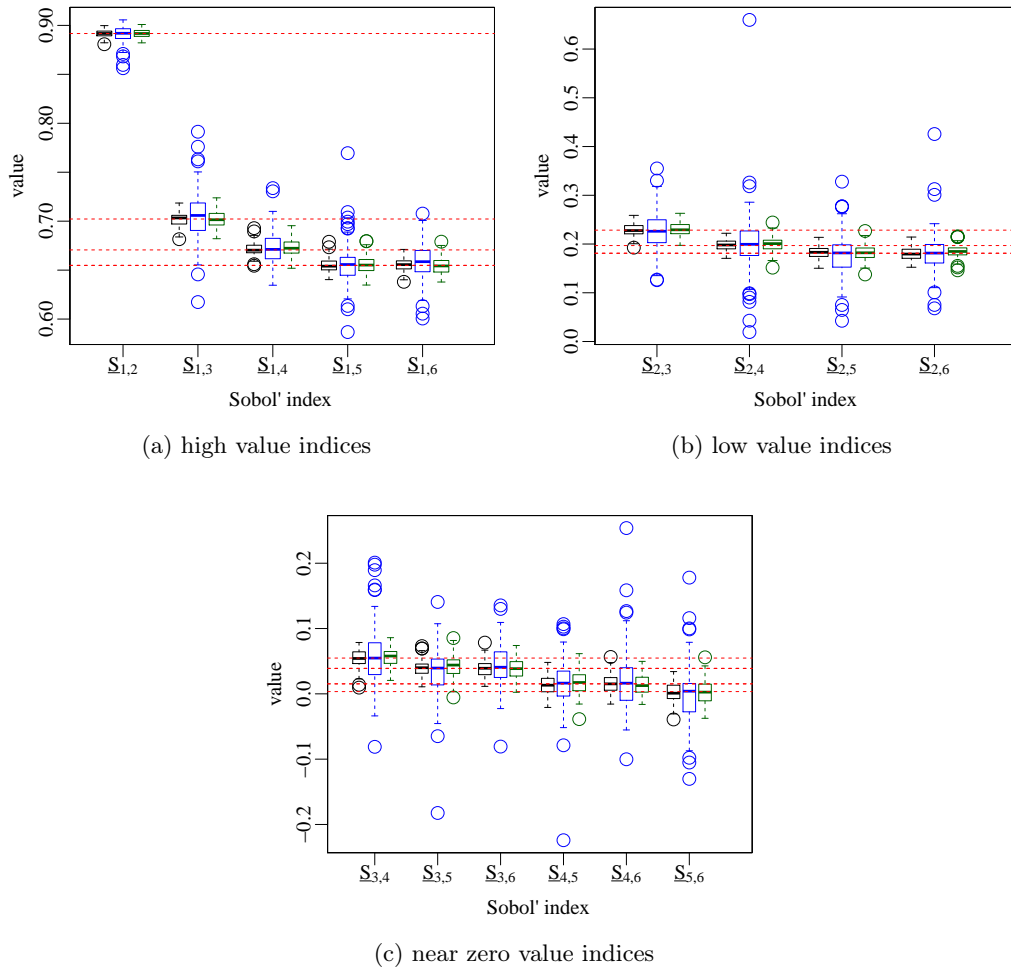 value
0.90
0.80
0.70
0.60
S1,2 S1,3 S1,4 S1,5 S1,6
Sobol' index
(a) high value indices
value
0.6
0.5
0.4
0.3
0.2
0.1
0.0
S2,3 S2,4 S2,5 S2,6
Sobol' index
(b) low value indices
value
0.2
0.1
0.0
−0.1
−0.2
S3,4 S3,5 S3,6 S4,5 S4,6 S5,6
Sobol' index
(c) near zero value indices